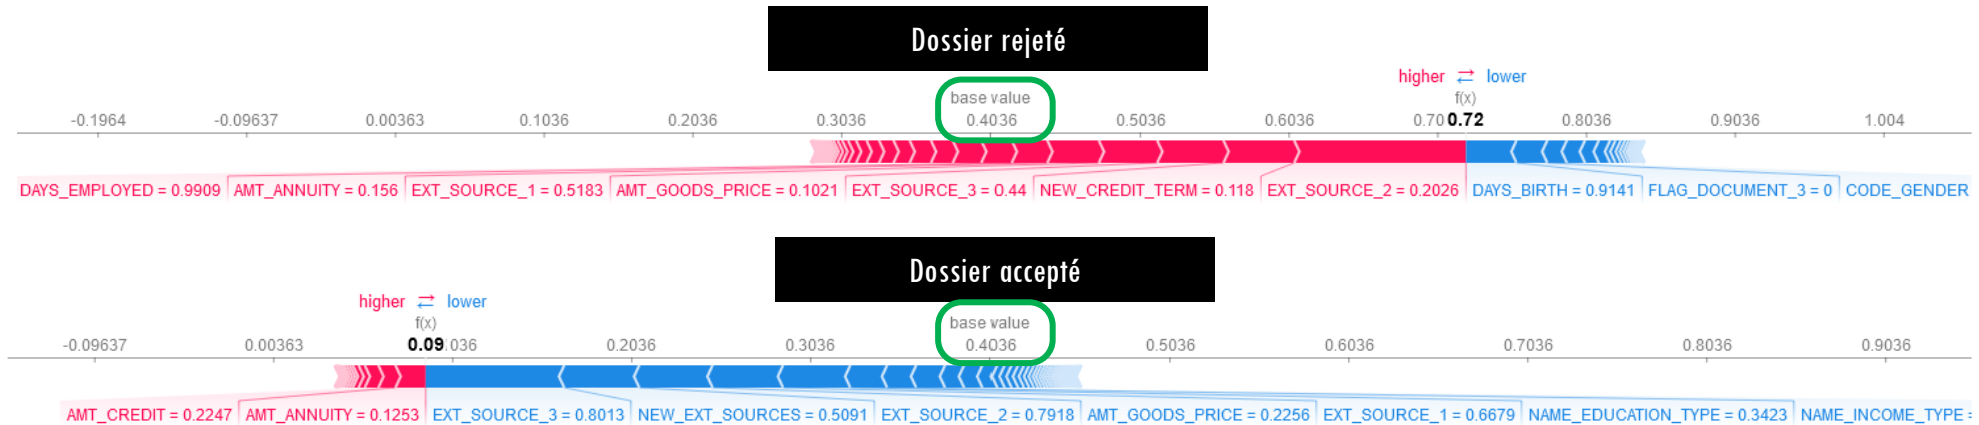 Dossier rejeté
higher ⇄ lower
base value f(x)
-0.1964 -0.09637 0.00363 0.1036 0.2036 0.3036 0.4036 0.5036 0.6036 0.70 0.72 0.8036 0.9036 1.004
DAYS_EMPLOYED = 0.9909 AMT_ANNUITY = 0.156 EXT_SOURCE_1 = 0.5183 AMT_GOODS_PRICE = 0.1021 EXT_SOURCE_3 = 0.44 NEW_CREDIT_TERM = 0.118 EXT_SOURCE_2 = 0.2026 DAYS_BIRTH = 0.9141 FLAG_DOCUMENT_3 = 0 CODE_GENDER
Dossier accepté
higher ⇄ lower
f(x) base value
-0.09637 0.00363 0.09 .036 0.2036 0.3036 0.4036 0.5036 0.6036 0.7036 0.8036 0.9036
AMT_CREDIT = 0.2247 AMT_ANNUITY = 0.1253 EXT_SOURCE_3 = 0.8013 NEW_EXT_SOURCES = 0.5091 EXT_SOURCE_2 = 0.7918 AMT_GOODS_PRICE = 0.2256 EXT_SOURCE_1 = 0.6679 NAME_EDUCATION_TYPE = 0.3423 NAME_INCOME_TYPE =